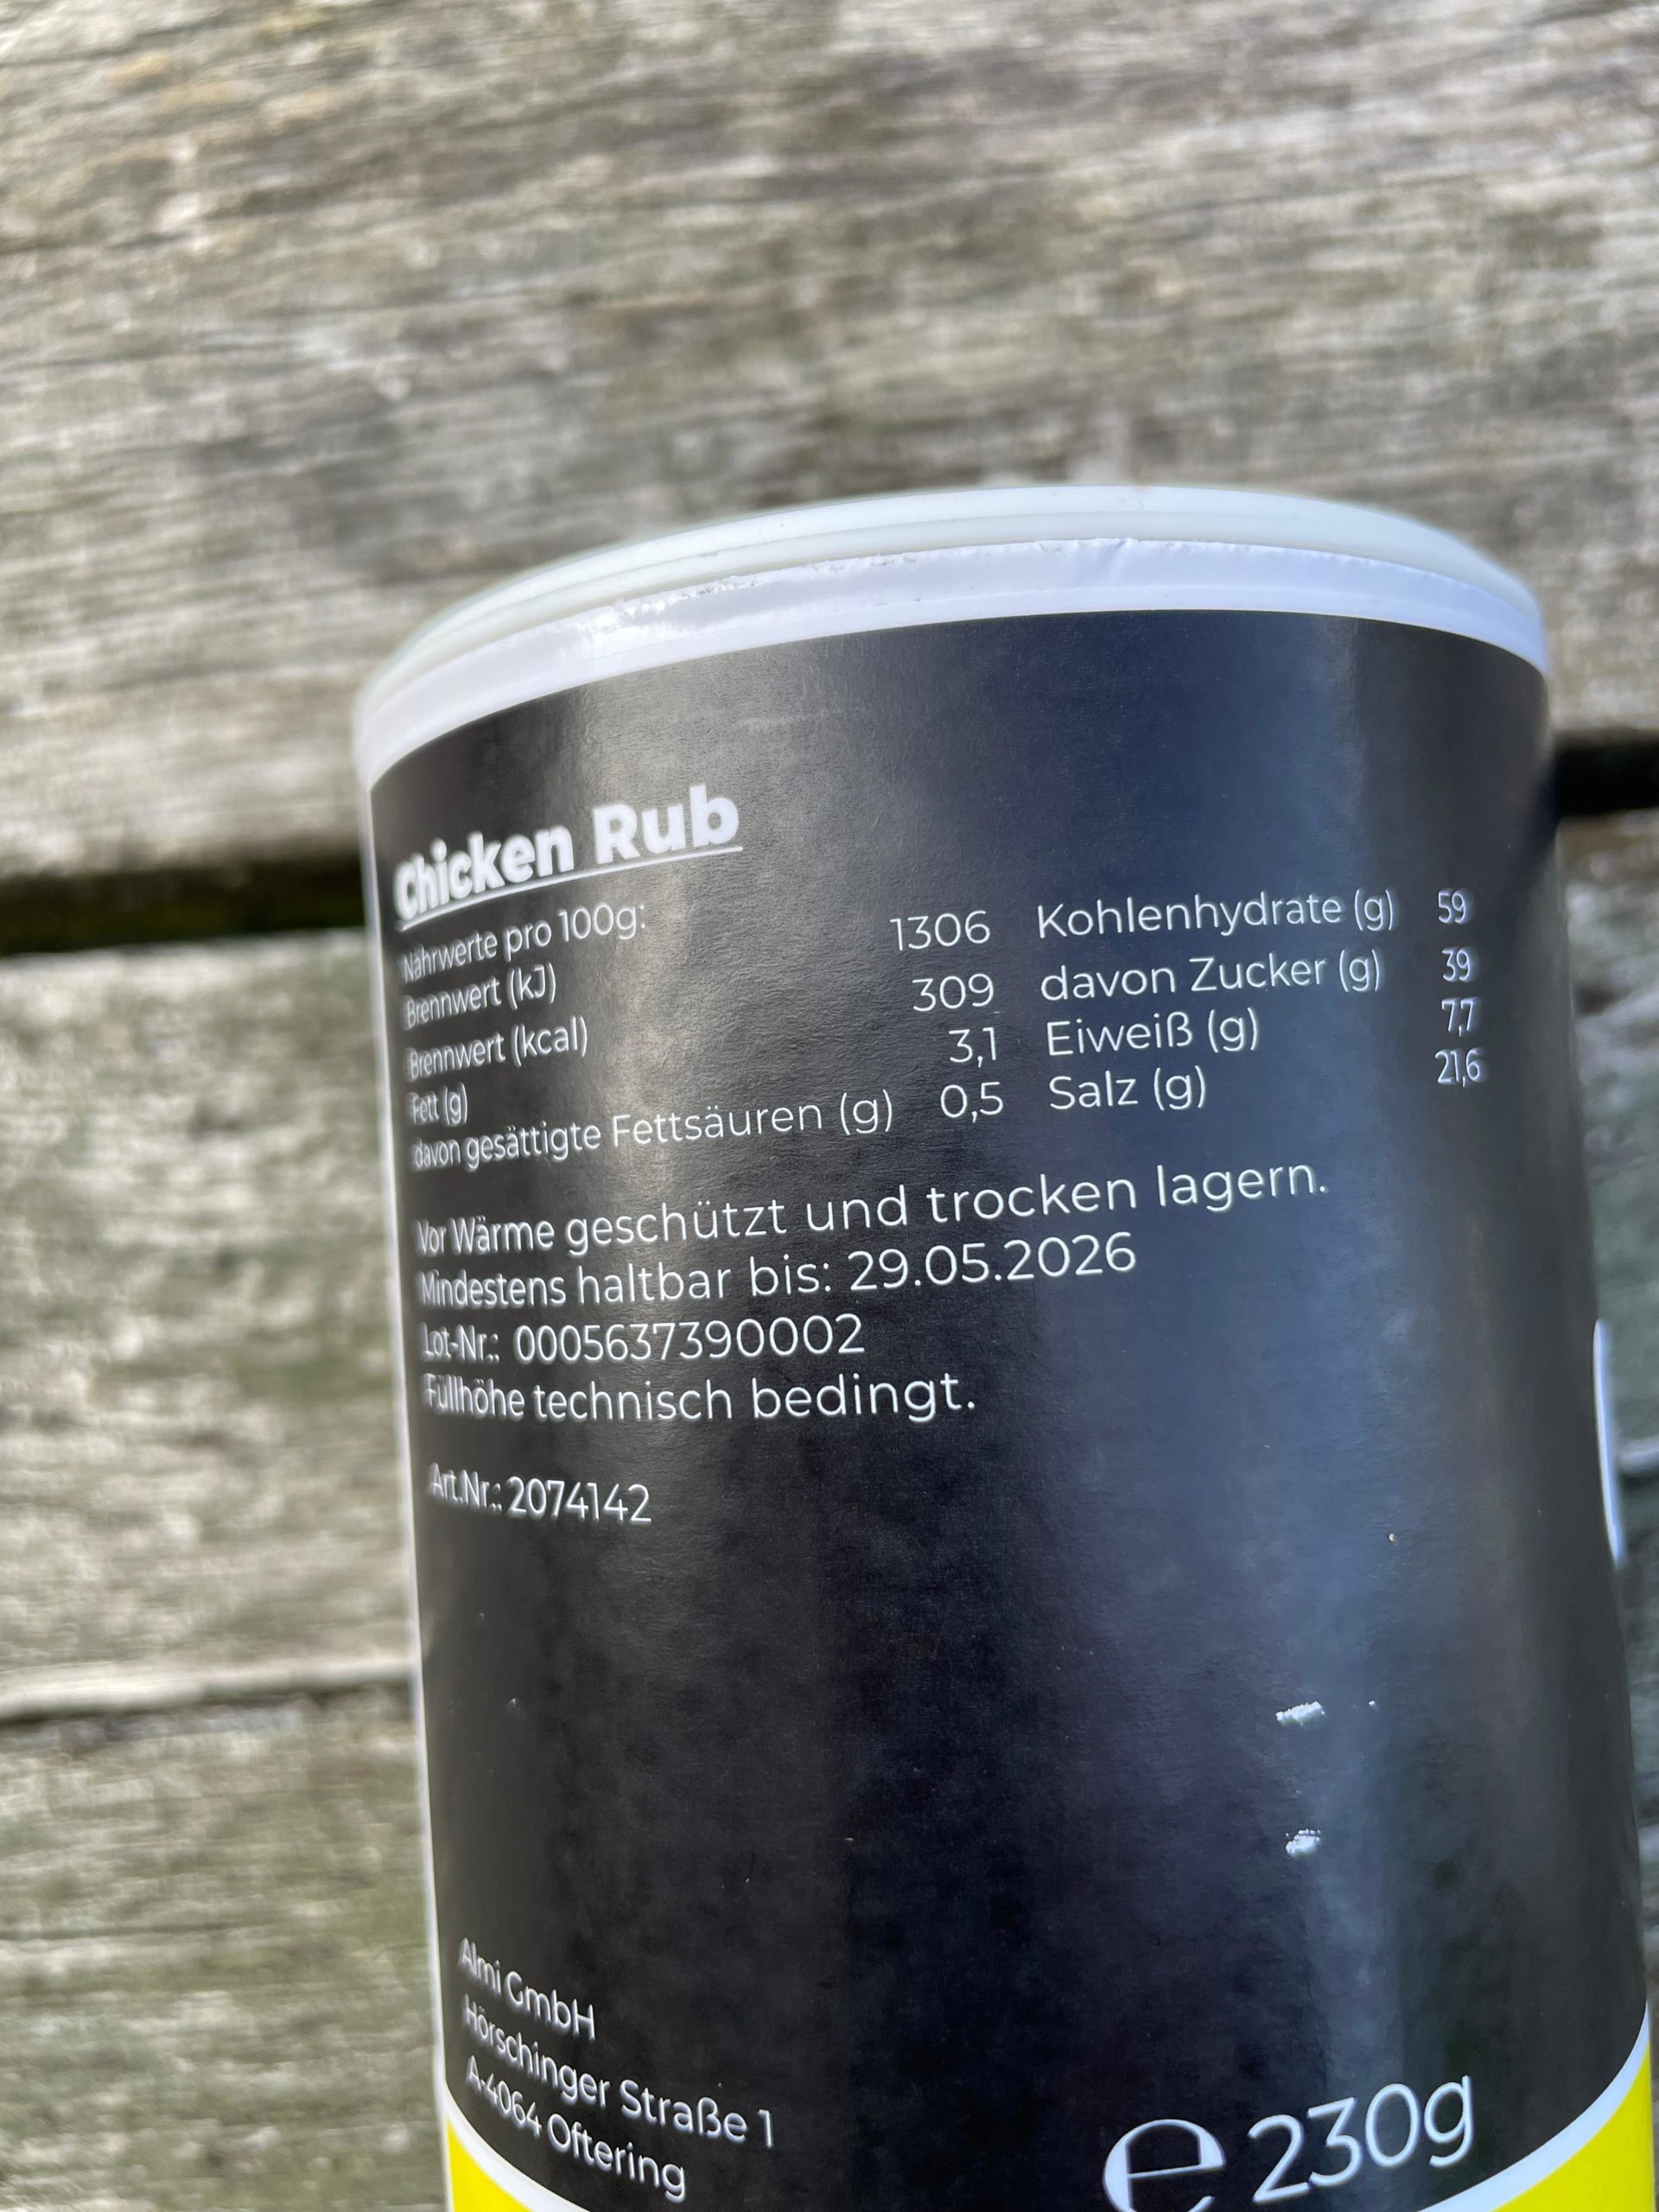 Chicken Rub
Nährwerte pro 100g:
Brennwert (kJ) 1306 Kohlenhydrate (g) 59
Brennwert (kcal) 309 davon Zucker (g) 39
Fett (g) 3,1 Eiweiß (g) 7,7
davon gesättigte Fettsäuren (g) 0,5 Salz (g) 21,6
Vor Wärme geschützt und trocken lagern.
Mindestens haltbar bis: 29.05.2026
Lot-Nr.: 0005637390002
Füllhöhe technisch bedingt.
Art.Nr.: 2074142
Almi GmbH
Hörschinger Straße 1
A-4064 Oftering
e 230g